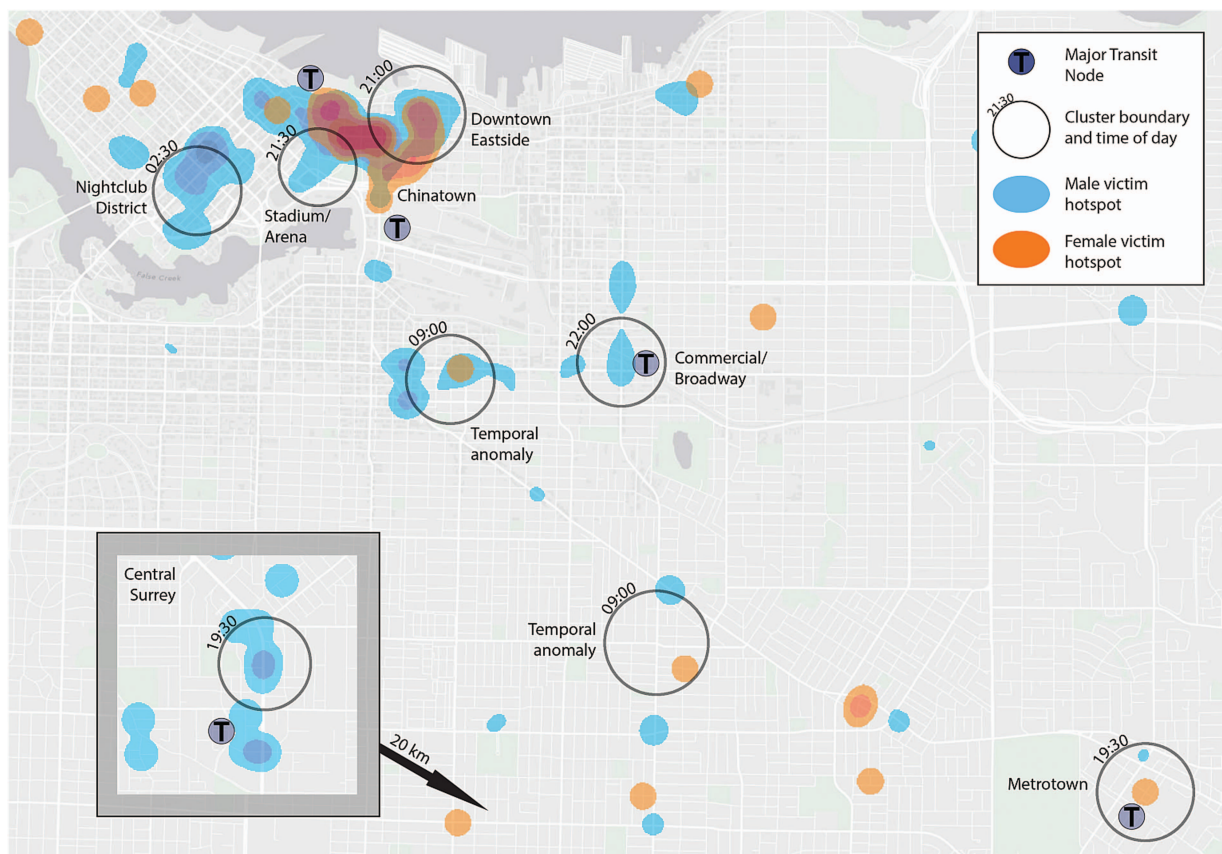 T
21:00
Downtown
Eastside
02:30
21:30
Nightclub
District
Stadium/
Arena
Chinatown
T
False Creek
09:00
22:00
T
Commercial/
Broadway
Temporal
anomaly
Central
Surrey
19:30
T
20 km
09:00
Temporal
anomaly
19:30
Metrotown
T
T
Major Transit
Node
21:30
Cluster boundary
and time of day
Male victim
hotspot
Female victim
hotspot